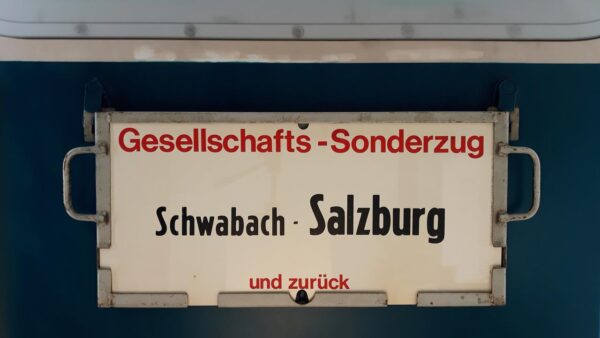 Gesellschafts - Sonderzug
Schwabach - Salzburg
und zurück